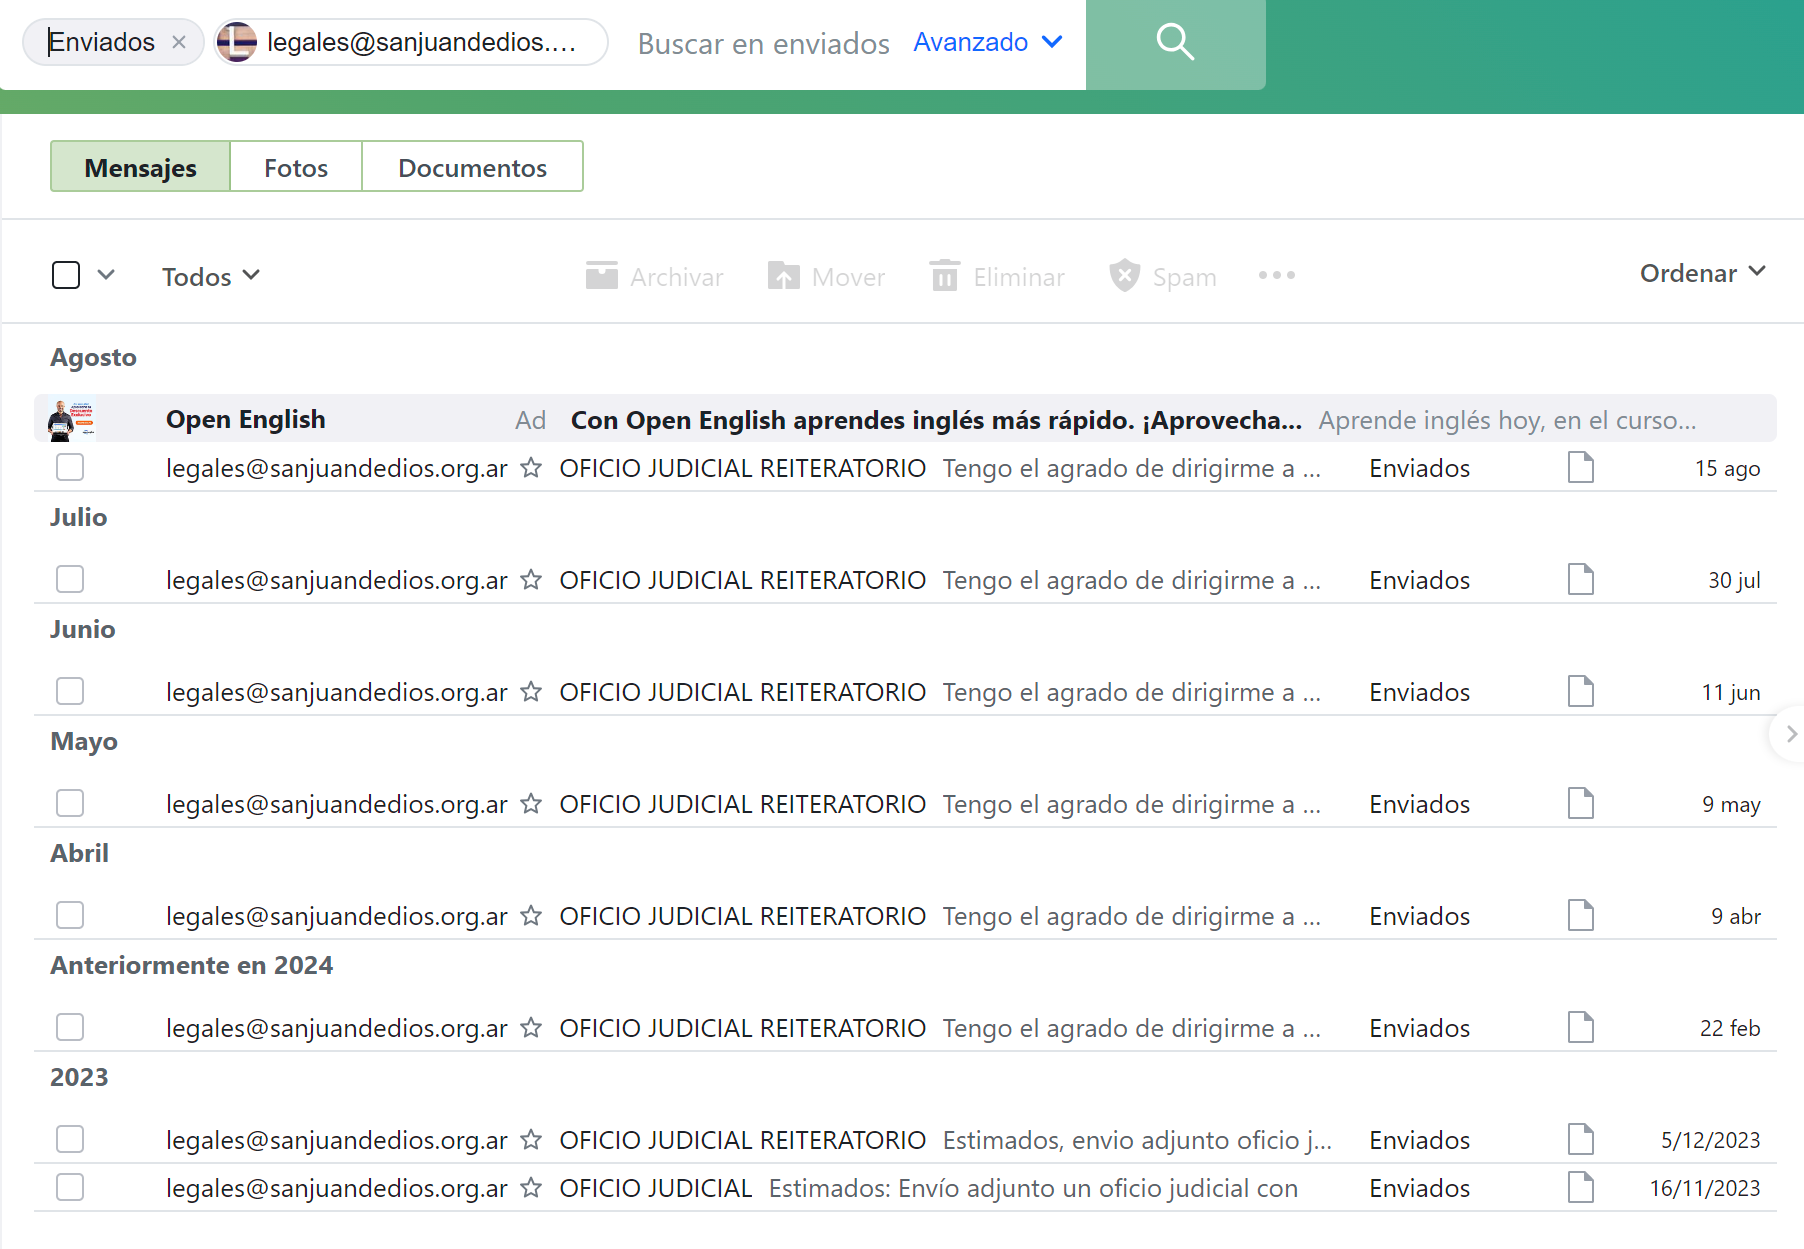 Enviados × legales@sanjuandedios.... Buscar en enviados Avanzado
Mensajes Fotos Documentos
Todos Archivar Mover Eliminar Spam Ordenar
Agosto
Open English Ad Con Open English aprendes inglés más rápido. ¡Aprovecha... Aprende inglés hoy, en el curso...
legales@sanjuandedios.org.ar OFICIO JUDICIAL REITERATORIO Tengo el agrado de dirigirme a ... Enviados 15 ago
Julio
legales@sanjuandedios.org.ar OFICIO JUDICIAL REITERATORIO Tengo el agrado de dirigirme a ... Enviados 30 jul
Junio
legales@sanjuandedios.org.ar OFICIO JUDICIAL REITERATORIO Tengo el agrado de dirigirme a ... Enviados 11 jun
Mayo
legales@sanjuandedios.org.ar OFICIO JUDICIAL REITERATORIO Tengo el agrado de dirigirme a ... Enviados 9 may
Abril
legales@sanjuandedios.org.ar OFICIO JUDICIAL REITERATORIO Tengo el agrado de dirigirme a ... Enviados 9 abr
Anteriormente en 2024
legales@sanjuandedios.org.ar OFICIO JUDICIAL REITERATORIO Tengo el agrado de dirigirme a ... Enviados 22 feb
2023
legales@sanjuandedios.org.ar OFICIO JUDICIAL REITERATORIO Estimados, envio adjunto oficio j... Enviados 5/12/2023
legales@sanjuandedios.org.ar OFICIO JUDICIAL Estimados: Envío adjunto un oficio judicial con Enviados 16/11/2023